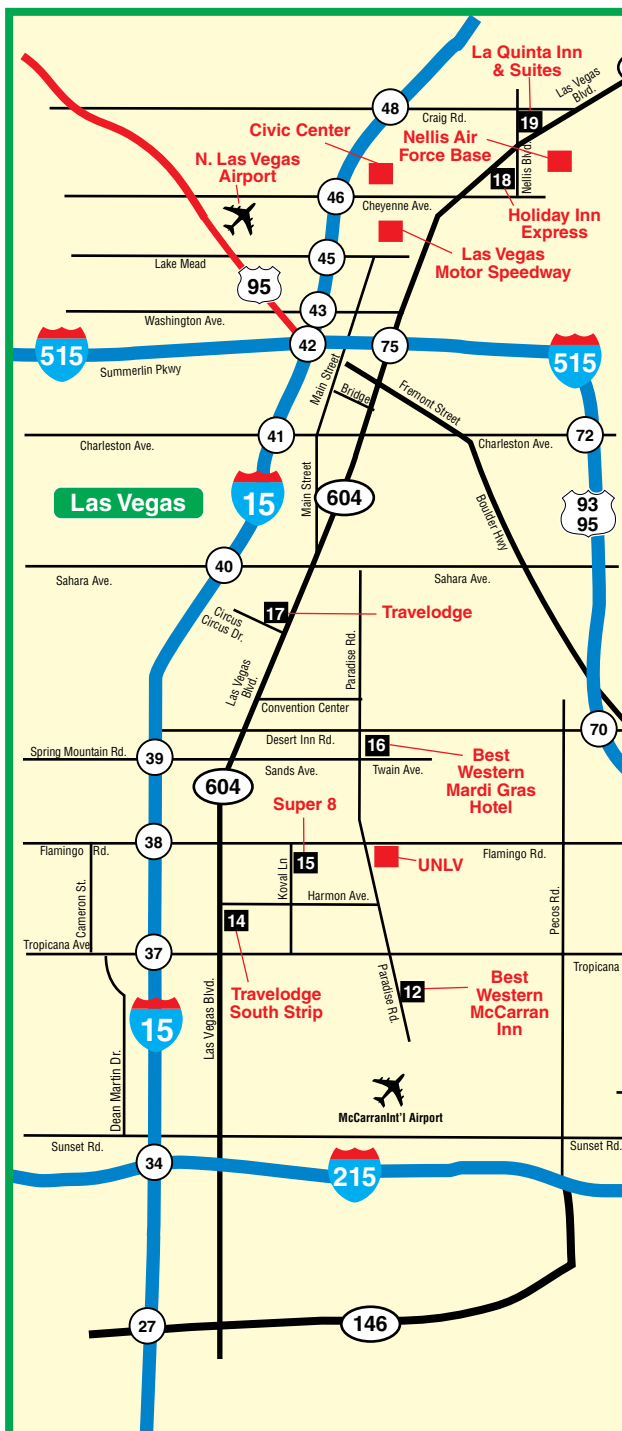 La Quinta Inn
& Suites
Las Vegas
Blvd.
48
Craig Rd.
19
Civic Center
Nellis Air
Force Base
Nellis Blvd.
N. Las Vegas
Airport
18
46
Cheyenne Ave.
Holiday Inn
Express
45
Lake Mead
Las Vegas
Motor Speedway
95
43
Washington Ave.
42
75
515
515
Summerlin Pkwy
Main Street
Bridge
Fremont Street
41
Charleston Ave.
Charleston Ave.
72
Las Vegas
15
Main Street
604
Boulder Hwy
93
95
40
Sahara Ave.
Sahara Ave.
Circus
Circus Dr.
17
Travelodge
Paradise Rd.
Las Vegas
Blvd.
Convention Center
70
Desert Inn Rd.
Spring Mountain Rd.
39
16
Sands Ave.
Twain Ave.
Best
Western
Mardi Gras
Hotel
604
Super 8
38
Flamingo Rd.
Flamingo Rd.
Cameron St.
Koval Ln
15
UNLV
Harmon Ave.
Pecos Rd.
14
Tropicana Ave
37
Tropicana
Travelodge
South Strip
Paradise Rd.
12
Best
Western
McCarran
Inn
15
Las Vegas Blvd.
Dean Martin Dr.
McCarranInt'l Airport
Sunset Rd.
Sunset Rd.
34
215
27
146